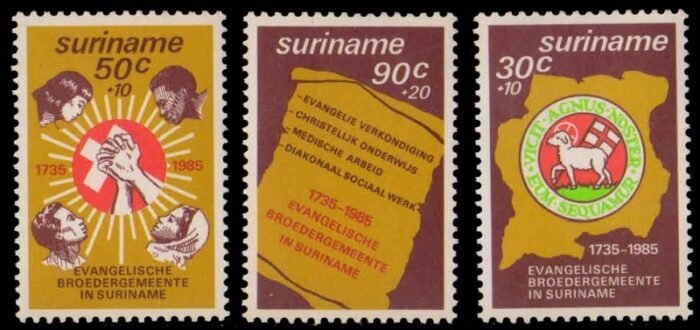 suriname
50c
+10
1735 1985
EVANGELISCHE
BROEDERGEMEENTE
IN SURINAME
suriname
90c
+20
- EVANGELIE VERKONDIGING
- CHRISTELIJK ONDERWIJS
- MEDISCHE ARBEID
- DIAKONAAL SOCIAAL WERK
1735-1985
EVANGELISCHE
BROEDERGEMEENTE
IN SURINAME
suriname
30c
+10
VICIT · AGNUS · NOSTER
EUM · SEQUAMUR
1735-1985
EVANGELISCHE
BROEDERGEMEENTE
IN SURINAME